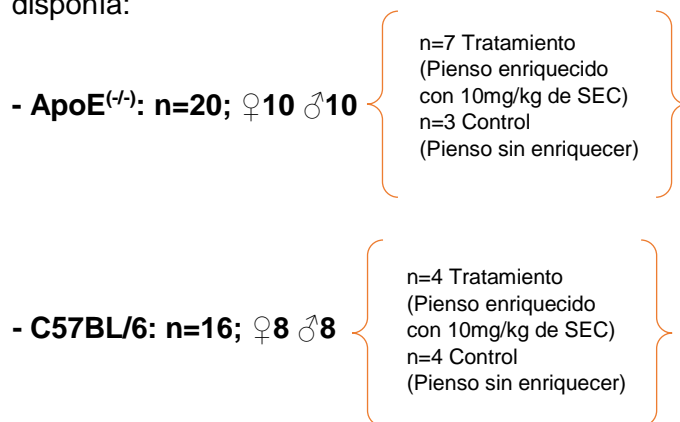 disponía:
n=7 Tratamiento
(Pienso enriquecido
con 10mg/kg de SEC)
n=3 Control
(Pienso sin enriquecer)
- ApoE(-/-): n=20; ♀10 ♂10
n=4 Tratamiento
(Pienso enriquecido
con 10mg/kg de SEC)
n=4 Control
(Pienso sin enriquecer)
- C57BL/6: n=16; ♀8 ♂8